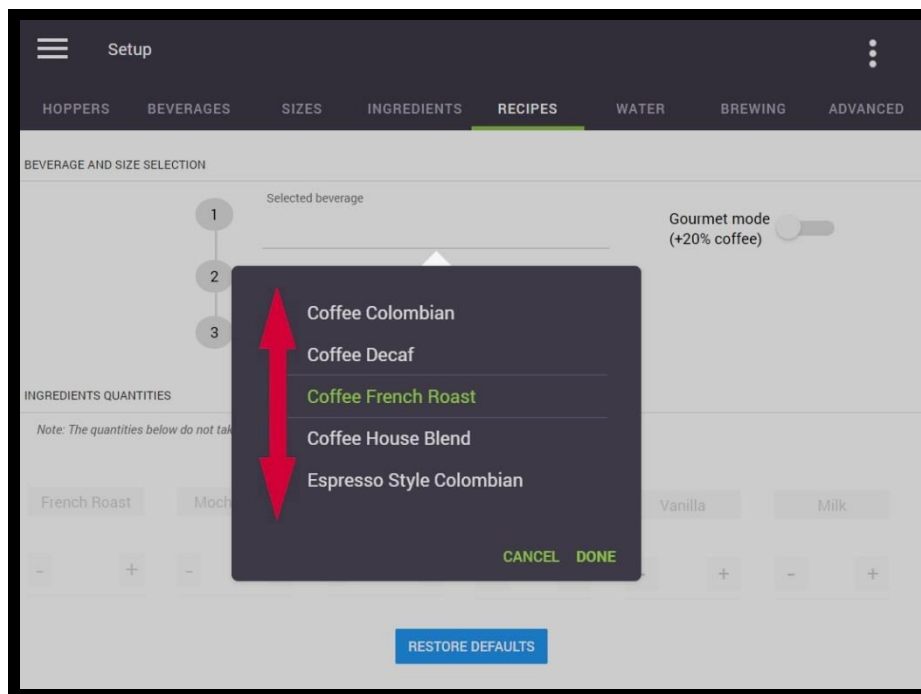 Setup
HOPPERS BEVERAGES SIZES INGREDIENTS RECIPES WATER BREWING ADVANCED
BEVERAGE AND SIZE SELECTION
Selected beverage
1
Gourmet mode
(+20% coffee)
2
3
Coffee Colombian
Coffee Decaf
Coffee French Roast
Coffee House Blend
Espresso Style Colombian
CANCEL DONE
INGREDIENTS QUANTITIES
Note: The quantities below do not
French Roast Vanilla Milk
- + - + - +
RESTORE DEFAULTS